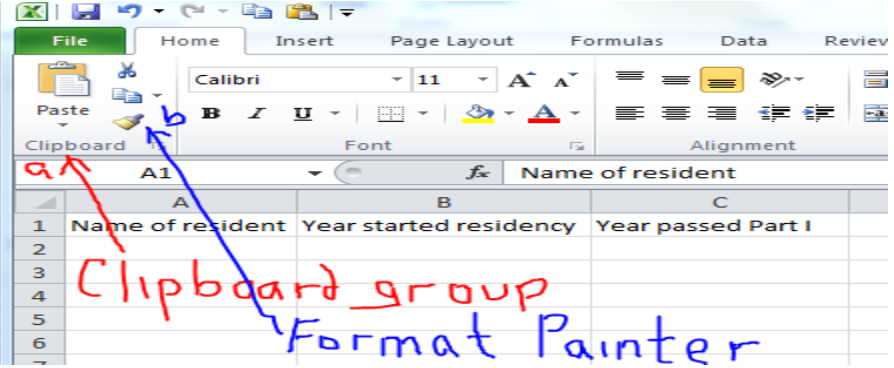 File Home Insert Page Layout Formulas Data Review
Calibri 11 A A
Paste b B I U A
Clipboard Font Alignment
a A1 fx Name of resident
A B C
1 Name of resident Year started residency Year passed Part I
2
3
Clipboard group
4
5
Format Painter
6